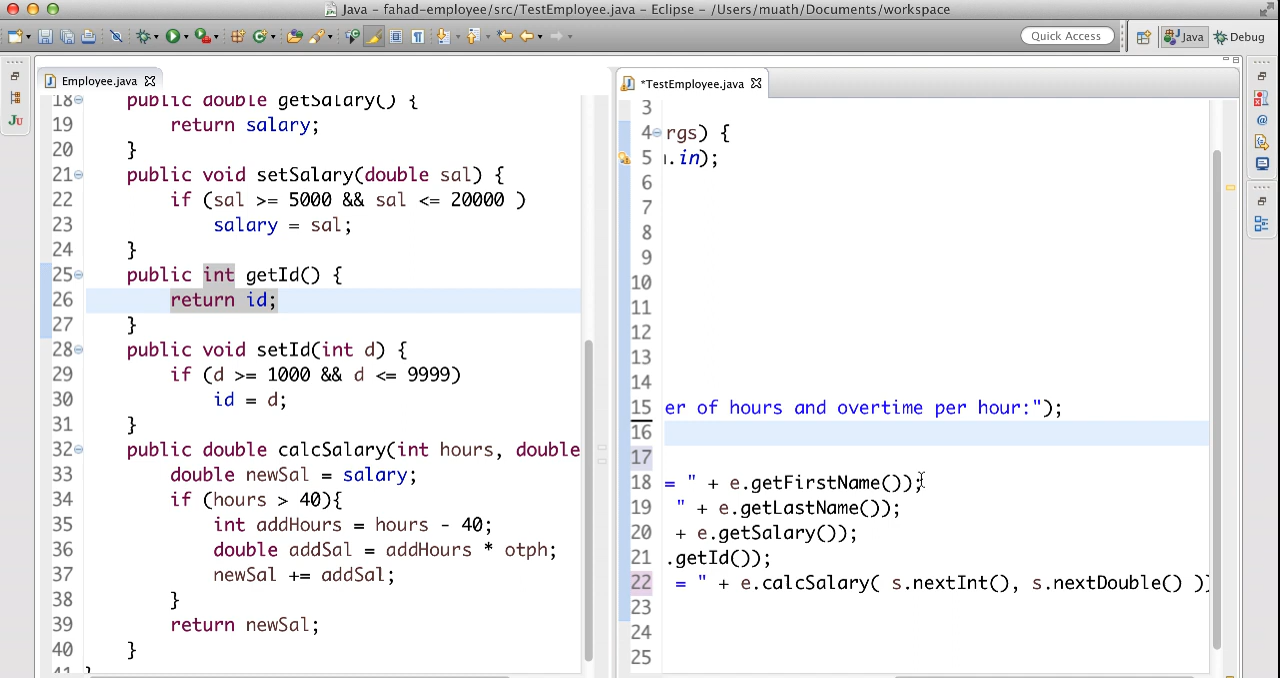 Java - fahad-employee/src/TestEmployee.java - Eclipse - /Users/muath/Documents/workspace
Quick Access
Java
Debug
Employee.java
18 public double getSalary() {
19 return salary;
20 }
21 public void setSalary(double sal) {
22 if (sal >= 5000 && sal <= 20000 )
23 salary = sal;
24 }
25 public int getId() {
26 return id;
27 }
28 public void setId(int d) {
29 if (d >= 1000 && d <= 9999)
30 id = d;
31 }
32 public double calcSalary(int hours, double
33 double newSal = salary;
34 if (hours > 40){
35 int addHours = hours - 40;
36 double addSal = addHours * otph;
37 newSal += addSal;
38 }
39 return newSal;
40 }
41 }
*TestEmployee.java
3
4 rgs) {
5 .in);
6
7
8
9
10
11
12
13
14
15 er of hours and overtime per hour:");
16
17
18 = " + e.getFirstName());
19 " + e.getLastName());
20 + e.getSalary());
21 .getId());
22 = " + e.calcSalary( s.nextInt(), s.nextDouble() ))
23
24
25
JU
@